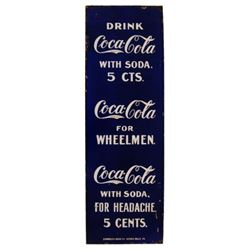 DRINK
Coca-Cola
WITH SODA.
5 CTS.
Coca-Cola
FOR
WHEELMEN.
Coca-Cola
WITH SODA.
FOR HEADACHE.
5 CENTS.